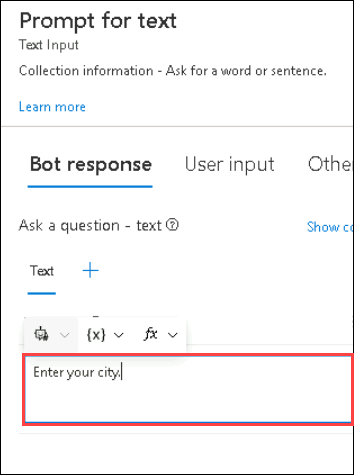 Prompt for text
Text Input
Collection information - Ask for a word or sentence.
Learn more
Bot response User input Othe
Ask a question - text
Show co
Text
{x} fx
Enter your city.